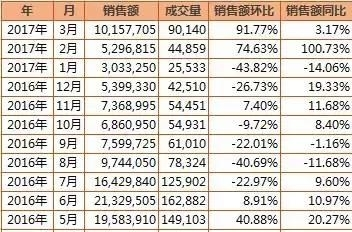 年 月 销售额 成交量 销售额环比 销售额同比
2017年 3月 10,157,705 90,140 91.77% 3.17%
2017年 2月 5,296,815 44,859 74.63% 100.73%
2017年 1月 3,033,250 25,533 -43.82% -14.06%
2016年 12月 5,399,330 42,510 -26.73% 19.33%
2016年 11月 7,368,995 54,451 7.40% 11.68%
2016年 10月 6,860,950 54,931 -9.72% 8.40%
2016年 9月 7,599,725 61,010 -22.01% -1.16%
2016年 8月 9,744,050 78,324 -40.69% -11.68%
2016年 7月 16,429,840 125,902 -22.97% 9.60%
2016年 6月 21,329,505 162,882 8.91% 10.97%
2016年 5月 19,583,910 149,103 40.88% 20.27%